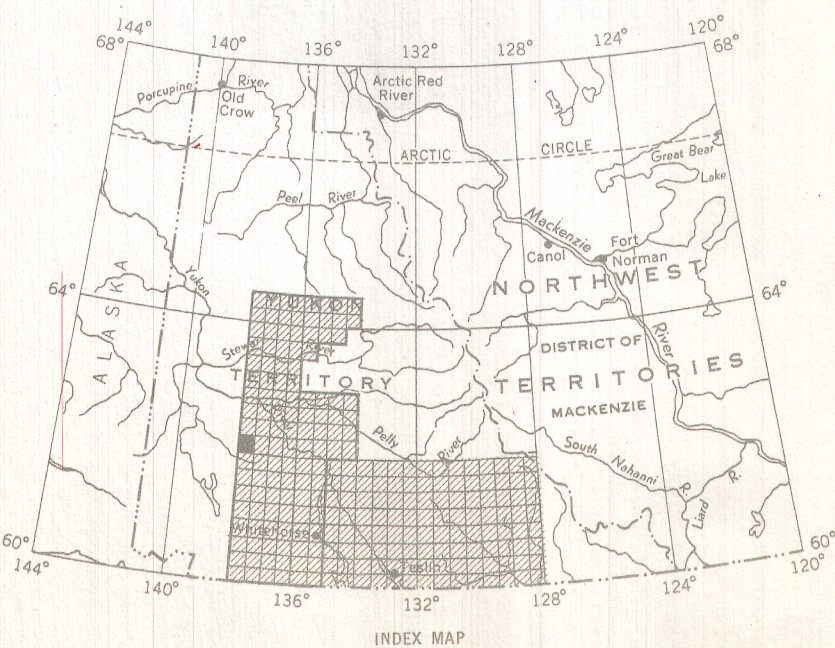 144° 140° 136° 132° 128° 124° 120°
68° 68°
Porcupine River
Old
Crow
Arctic Red
River
ARCTIC CIRCLE
Great Bear
Lake
Peel River
Mackenzie
Canol
Fort
Norman
Yukon
NORTHWEST
64° 64°
ALASKA
YUKON
Stewart River
DISTRICT OF
River
TERRITORY
TERRITORIES
MACKENZIE
River
Pelly River
South Nahanni R.
Liard R.
Whitehorse
Teslin
60° 60°
144° 140° 136° 132° 128° 124° 120°
INDEX MAP